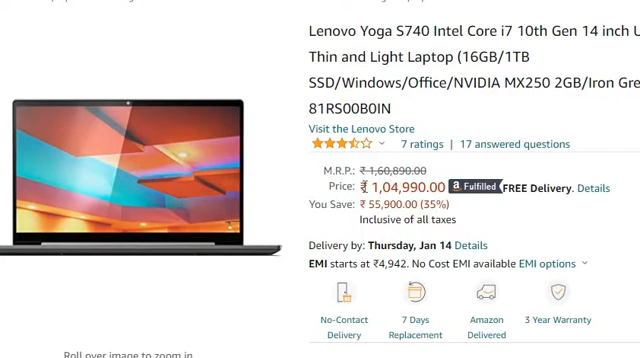 Lenovo Yoga S740 Intel Core i7 10th Gen 14 inch
Thin and Light Laptop (16GB/1TB
SSD/Windows/Office/NVIDIA MX250 2GB/Iron
81RS00B0IN
Visit the Lenovo Store
7 ratings | 17 answered questions
M.R.P.: ₹ 1,60,890.00
Price: ₹ 1,04,990.00 a Fulfilled FREE Delivery. Details
You Save: ₹ 55,900.00 (35%)
Inclusive of all taxes
Delivery by: Thursday, Jan 14 Details
EMI starts at ₹4,942. No Cost EMI available EMI options
No-Contact Delivery
7 Days Replacement
Amazon Delivered
3 Year Warranty
Roll over image to zoom in